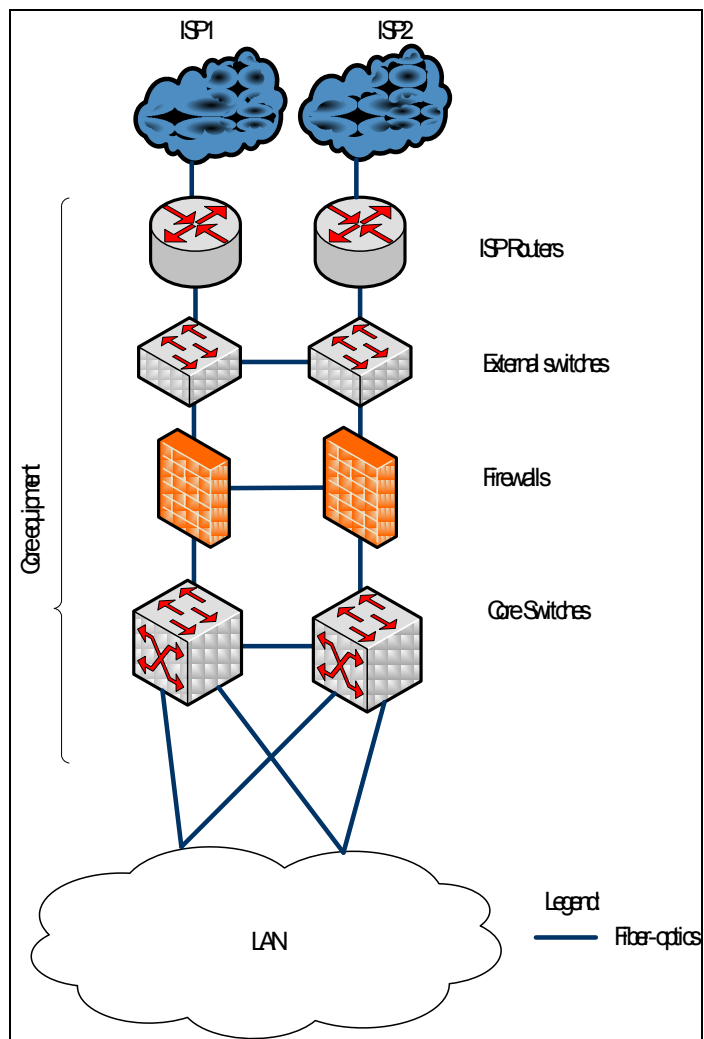 ISP1 ISP2
ISP Routers
External switches
Firewalls
Core equipment
Core Switches
LAN
Legend:
Fiber-optics